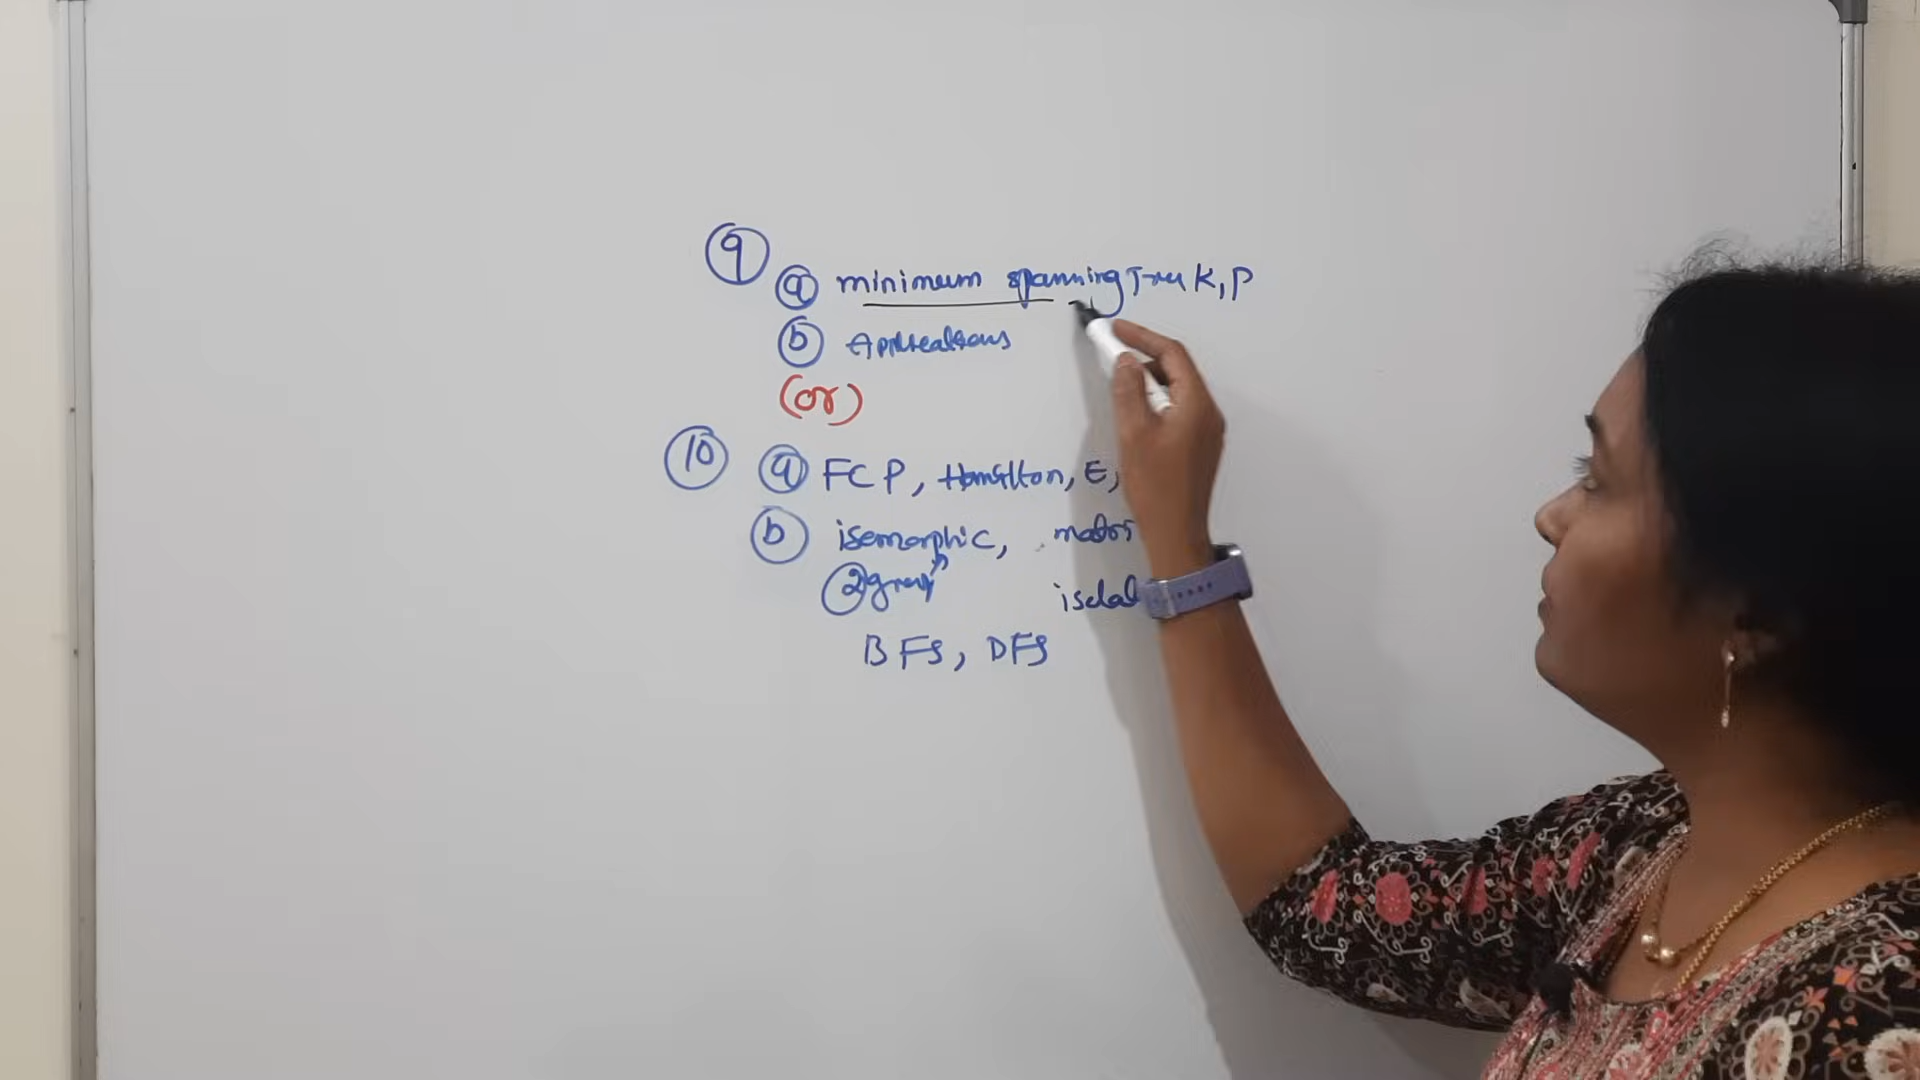 9
a minimum spanning Tree K, P
b Applications
(or)
10 a FCP, Hamilton, E,
b isomorphic,
2 graph
BFS, DFS